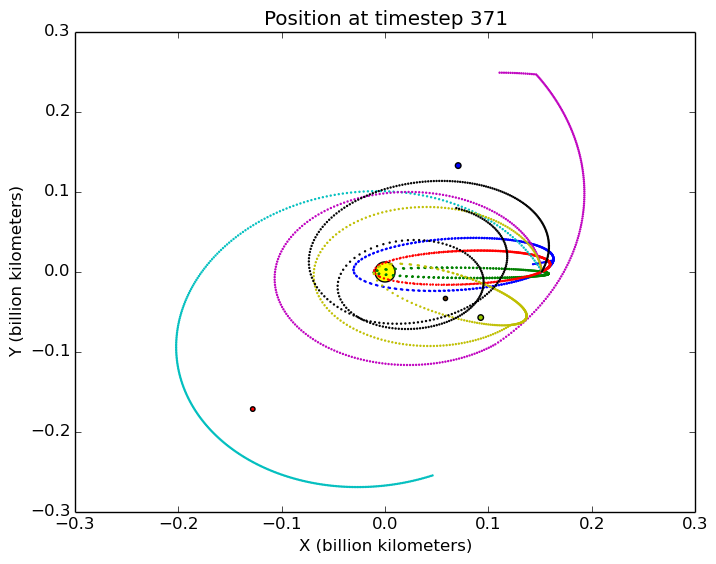 Position at timestep 371
0.3
0.2
0.1
0.0
−0.1
−0.2
−0.3
Y (billion kilometers)
−0.3 −0.2 −0.1 0.0 0.1 0.2 0.3
X (billion kilometers)